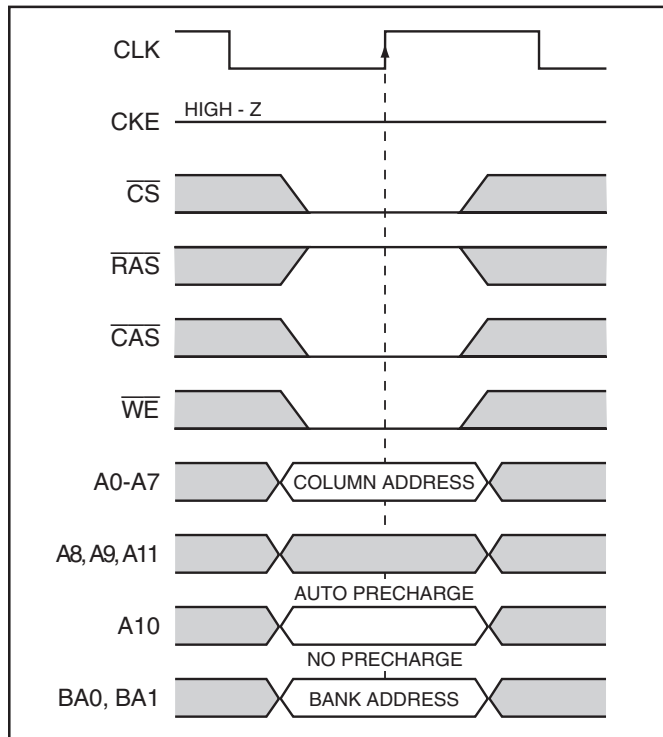 CLK
CKE HIGH - Z
CS
RAS
CAS
WE
A0-A7 COLUMN ADDRESS
A8, A9, A11
AUTO PRECHARGE
A10
NO PRECHARGE
BA0, BA1 BANK ADDRESS